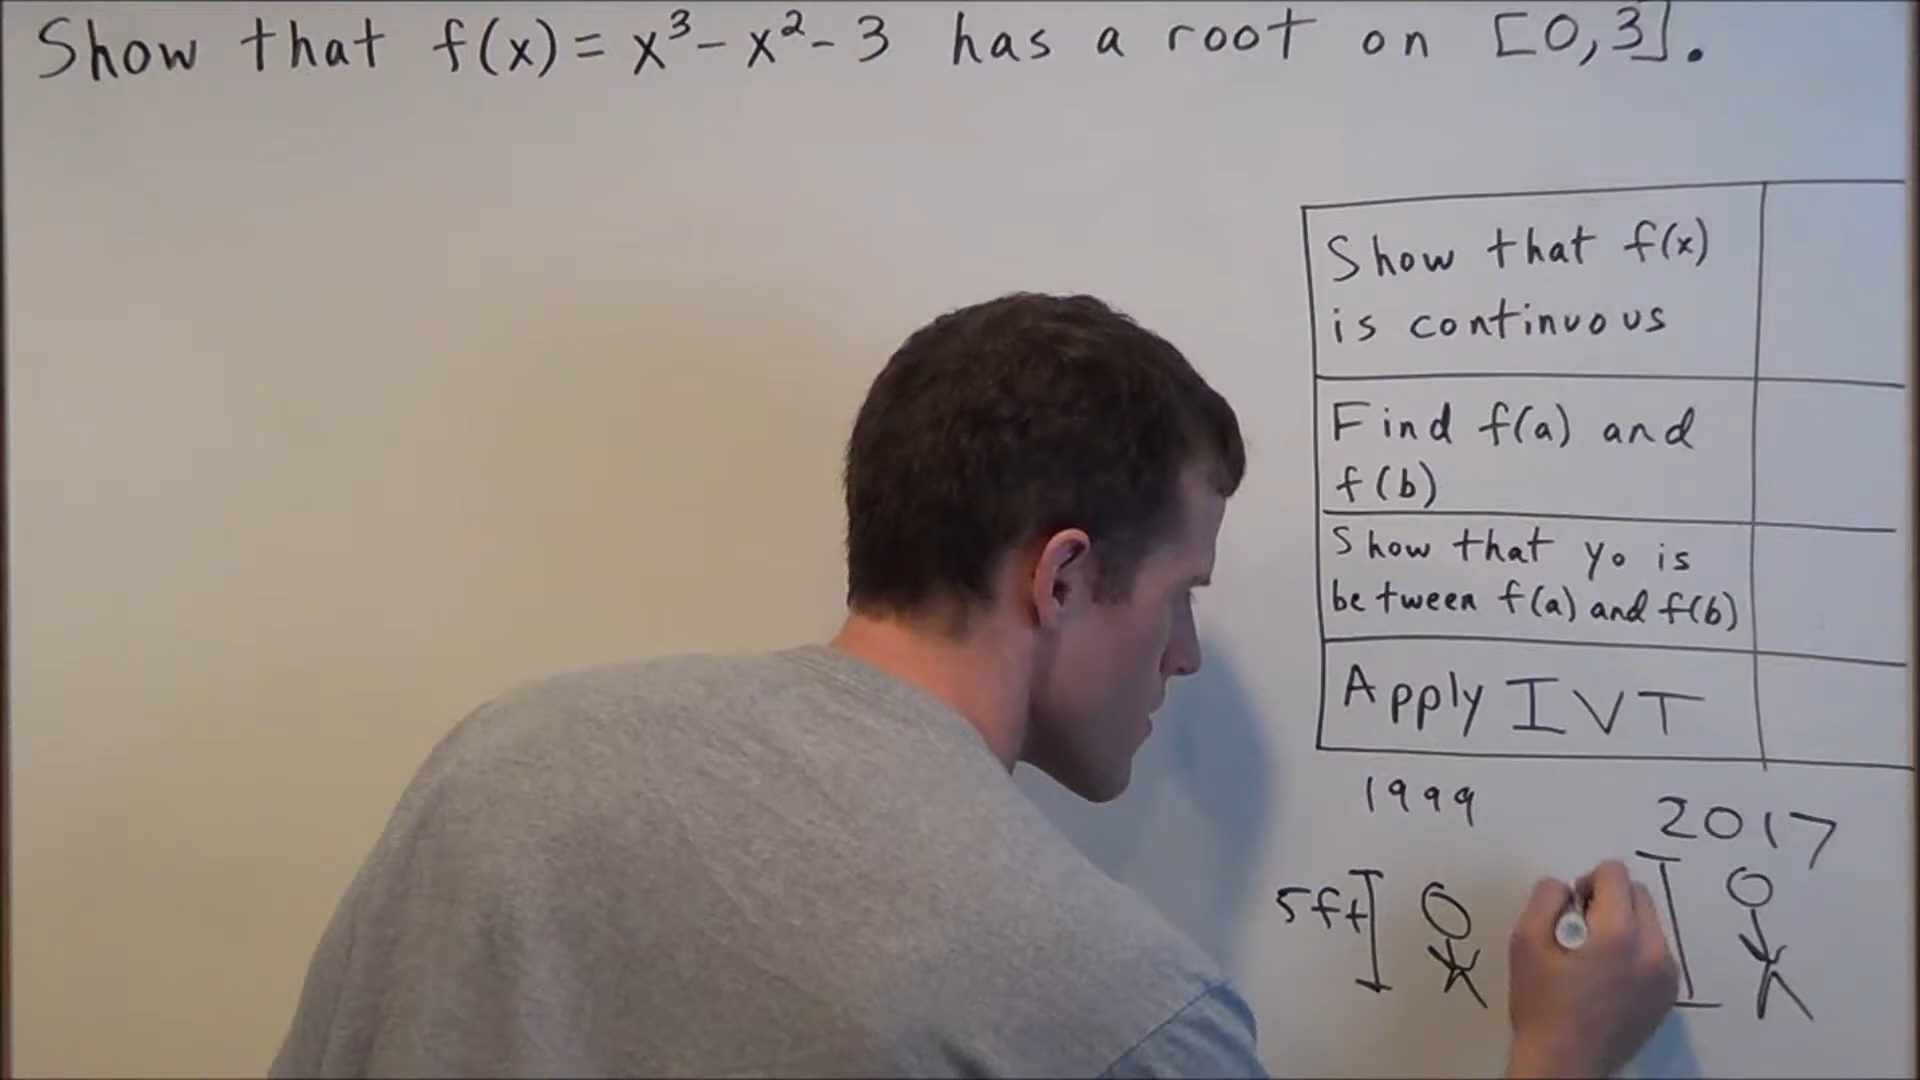 Show that f(x) = x³ - x² - 3 has a root on [0,3].
Show that f(x)
is continuous
Find f(a) and
f(b)
Show that y₀ is
between f(a) and f(b)
Apply IVT
1999
2017
5ft